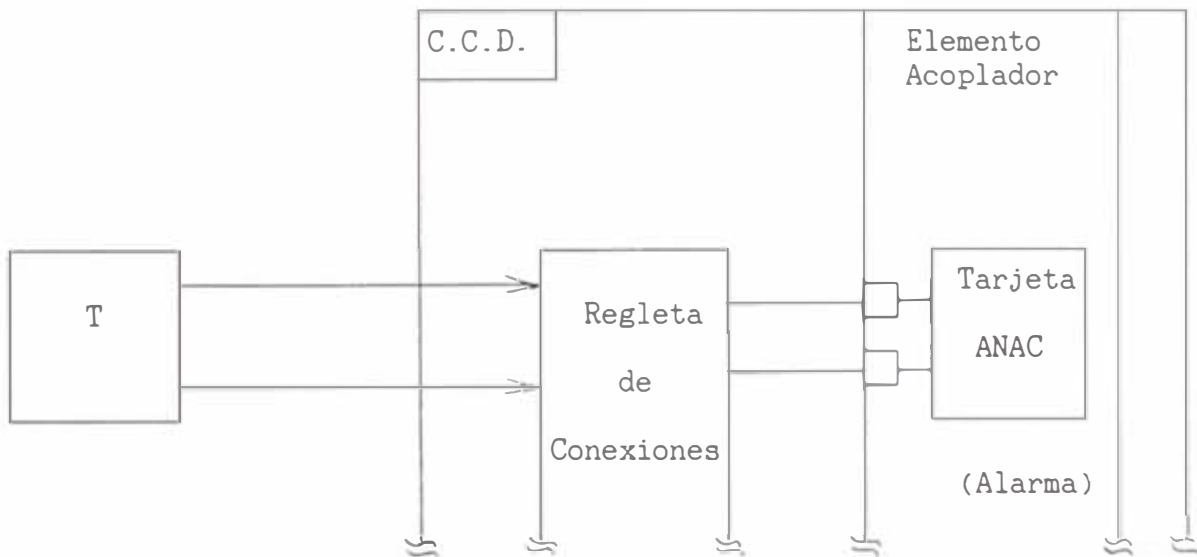 C.C.D.
Elemento
Acoplador
T
Regleta
de
Conexiones
Tarjeta
ANAC
(Alarma)